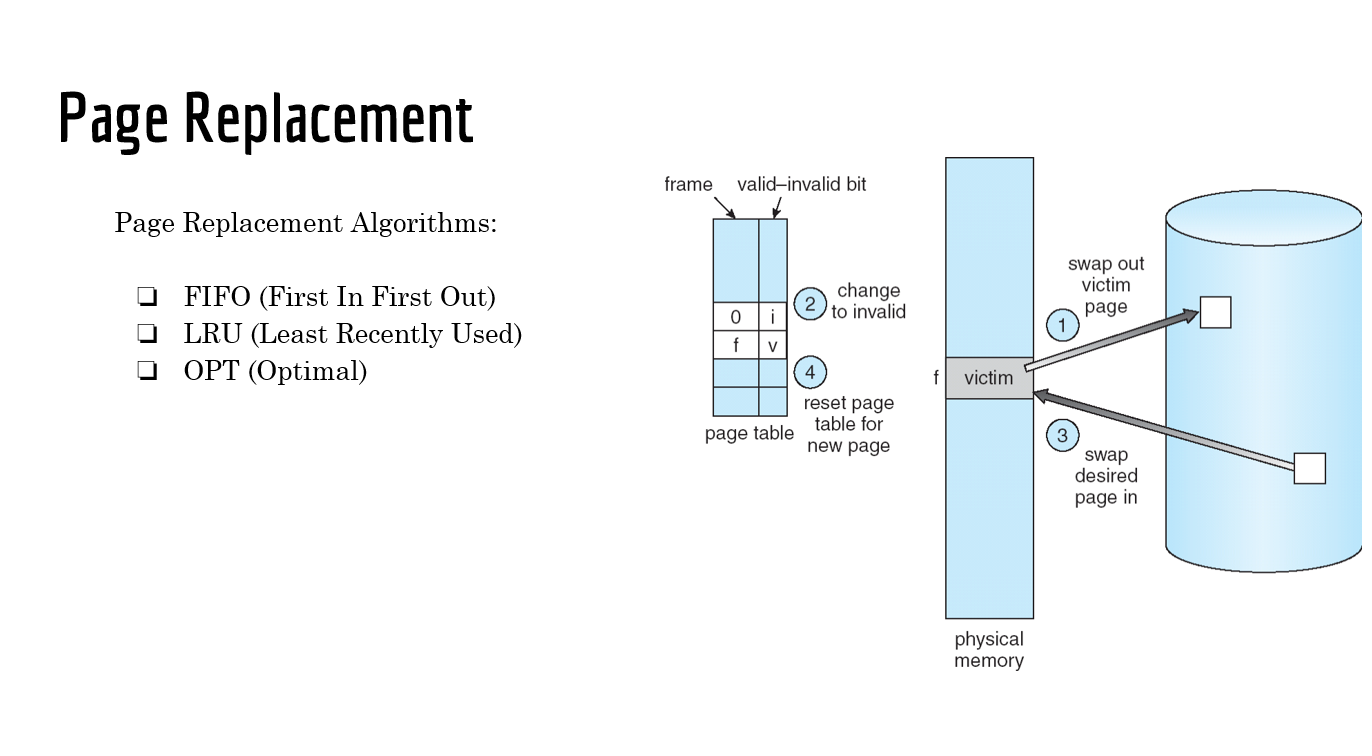 Page Replacement
Page Replacement Algorithms:
❏ FIFO (First In First Out)
❏ LRU (Least Recently Used)
❏ OPT (Optimal)
frame
valid–invalid bit
0 i
f v
2
change
to invalid
4
reset page
table for
new page
page table
f
victim
physical
memory
1
swap out
victim
page
3
swap
desired
page in